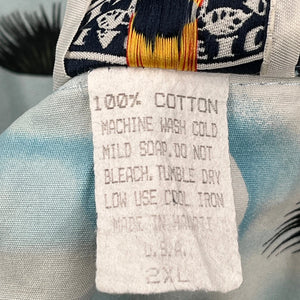 100% COTTON
MACHINE WASH COLD
MILD SOAP, DO NOT
BLEACH, TUMBLE DRY
LOW USE COOL IRON
MADE IN HAWAII
U.S.A.
2XL